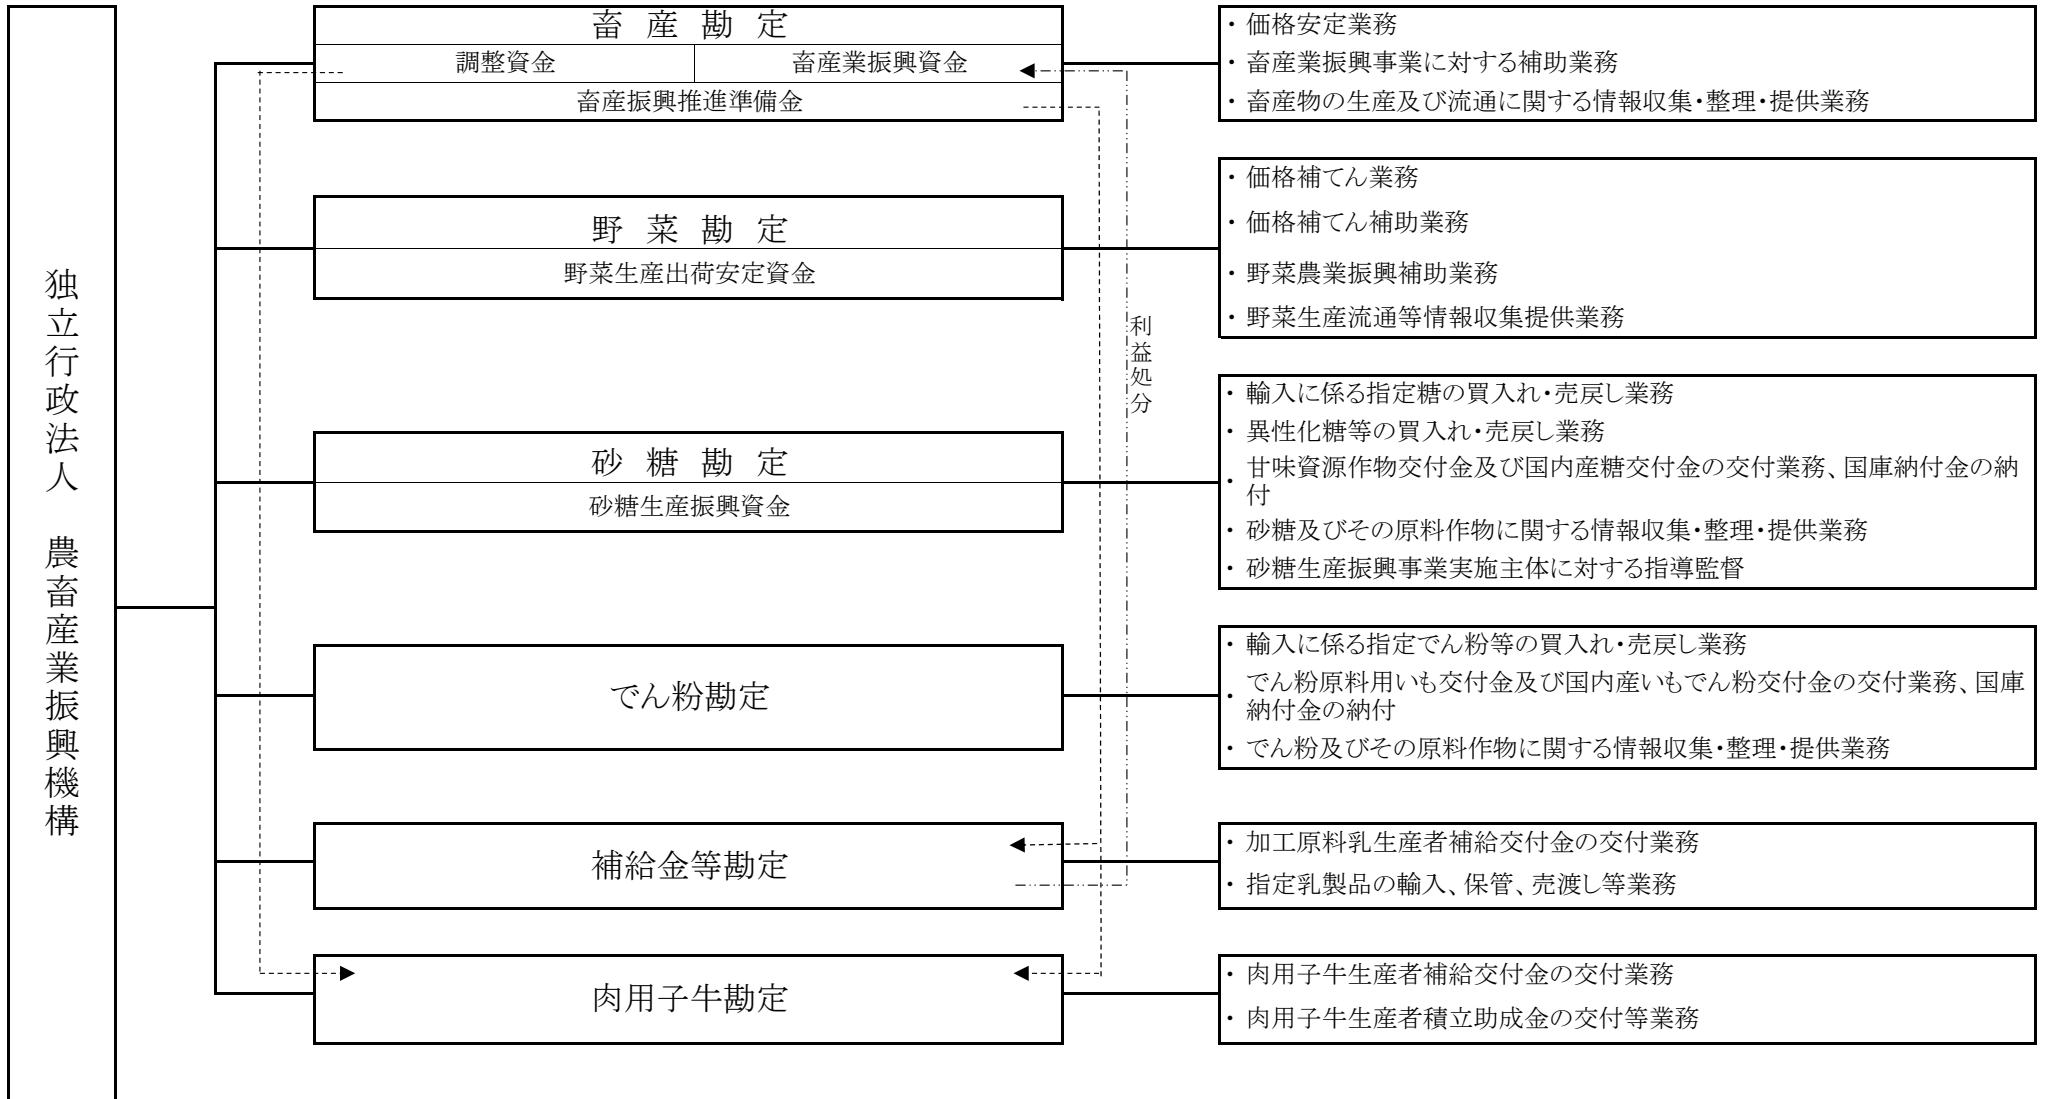 独立行政法人　農畜産業振興機構
畜産勘定
調整資金　畜産業振興資金
畜産振興推進準備金
・ 価格安定業務
・ 畜産業振興事業に対する補助業務
・ 畜産物の生産及び流通に関する情報収集・整理・提供業務
野菜勘定
野菜生産出荷安定資金
・ 価格補てん業務
・ 価格補てん補助業務
・ 野菜農業振興補助業務
・ 野菜生産流通等情報収集提供業務
利益処分
砂糖勘定
砂糖生産振興資金
・ 輸入に係る指定糖の買入れ・売戻し業務
・ 異性化糖等の買入れ・売戻し業務
・ 甘味資源作物交付金及び国内産糖交付金の交付業務、国庫納付金の納
付
・ 砂糖及びその原料作物に関する情報収集・整理・提供業務
・ 砂糖生産振興事業実施主体に対する指導監督
でん粉勘定
・ 輸入に係る指定でん粉等の買入れ・売戻し業務
・ でん粉原料用いも交付金及び国内産いもでん粉交付金の交付業務、国庫
納付金の納付
・ でん粉及びその原料作物に関する情報収集・整理・提供業務
補給金等勘定
・ 加工原料乳生産者補給交付金の交付業務
・ 指定乳製品の輸入、保管、売渡し等業務
肉用子牛勘定
・ 肉用子牛生産者補給交付金の交付業務
・ 肉用子牛生産者積立助成金の交付等業務